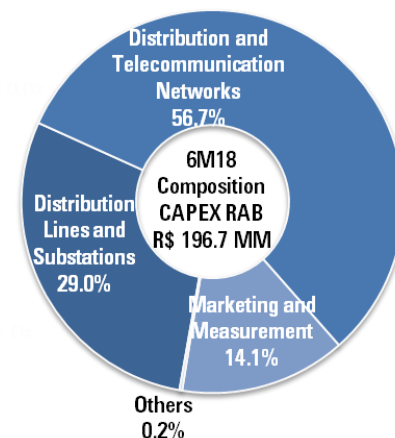 Distribution and
Telecommunication
Networks
56.7%
6M18
Composition
CAPEX RAB
R$ 196.7 MM
Distribution
Lines and
Substations
29.0%
Marketing and
Measurement
14.1%
Others
0.2%